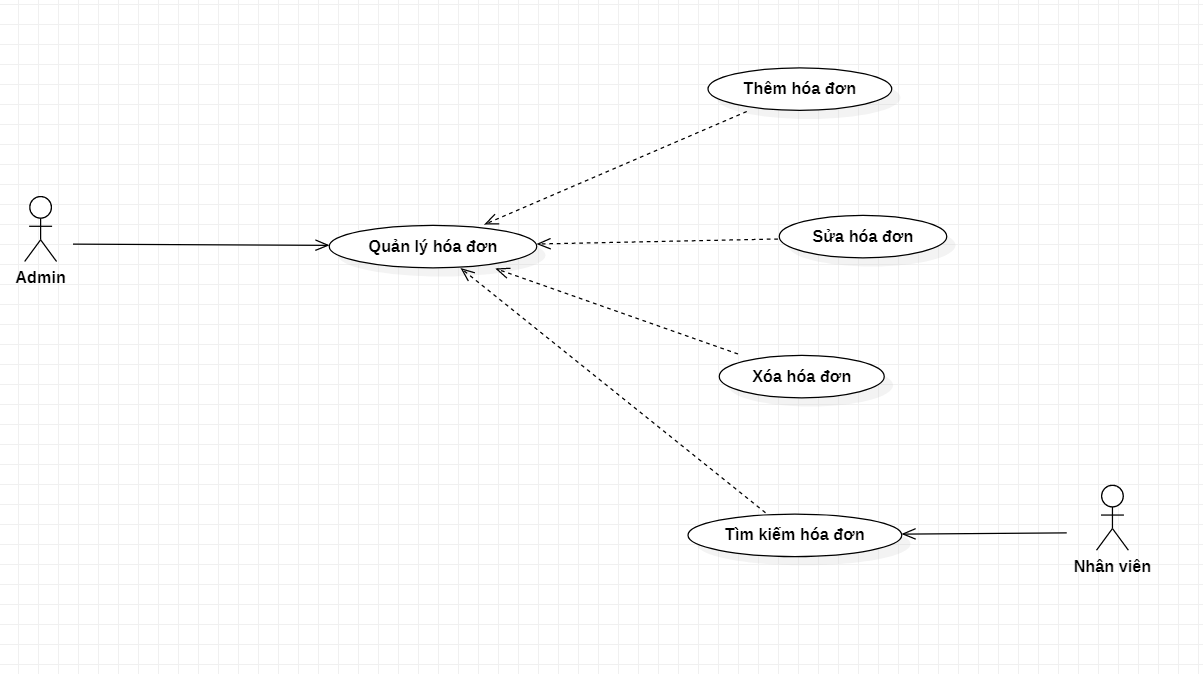 Thêm hóa đơn
Sửa hóa đơn
Quản lý hóa đơn
Admin
Xóa hóa đơn
Tìm kiếm hóa đơn
Nhân viên